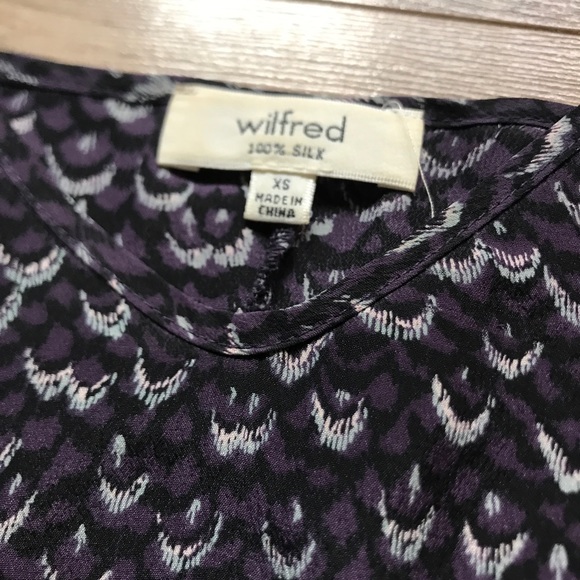 wilfred
100% SILK
XS
MADE IN
CHINA